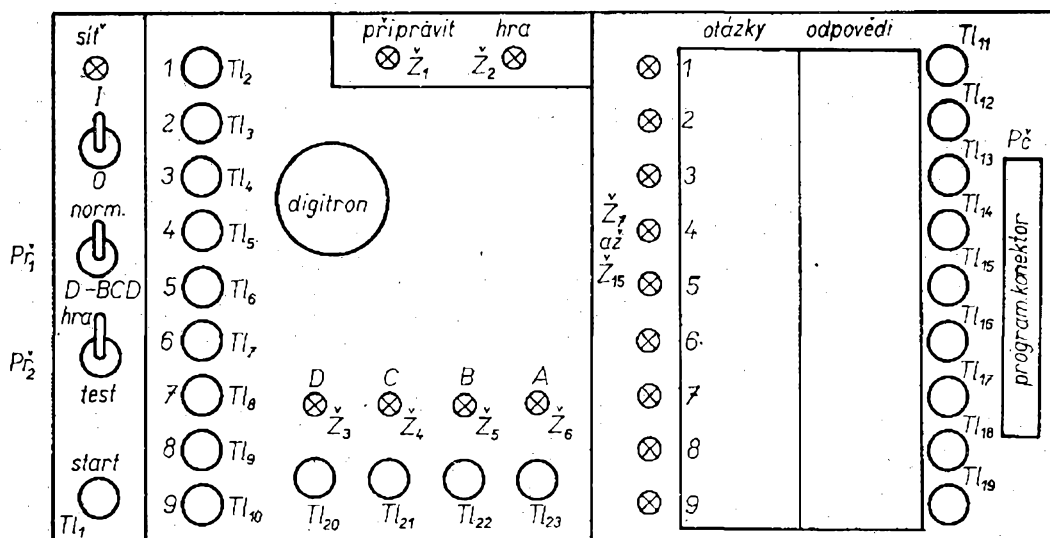 síť
I
O
norm.
Př₁
D-BCD
hra
Př₂
test
start
Tl₁
1 Tl₂
2 Tl₃
3 Tl₄
4 Tl₅
5 Tl₆
6 Tl₇
7 Tl₈
8 Tl₉
9 Tl₁₀
připrávit hra
Ž₁ Ž₂
digitron
D C B A
Ž₃ Ž₄ Ž₅ Ž₆
Tl₂₀ Tl₂₁ Tl₂₂ Tl₂₃
Ž₇
až
Ž₁₅
otázky odpovědi
1
2
3
4
5
6
7
8
9
Tl₁₁
Tl₁₂
Tl₁₃
Tl₁₄
Tl₁₅
Tl₁₆
Tl₁₇
Tl₁₈
Tl₁₉
Pč
program. konektor